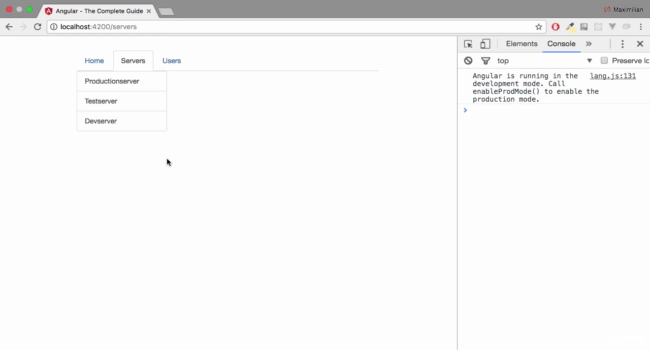 Angular - The Complete Guide
Maximilian
localhost:4200/servers
Elements Console
top Preserve lc
Home Servers Users
Productionserver
Testserver
Devserver
Angular is running in the lang.js:131
development mode. Call
enableProdMode() to enable the
production mode.